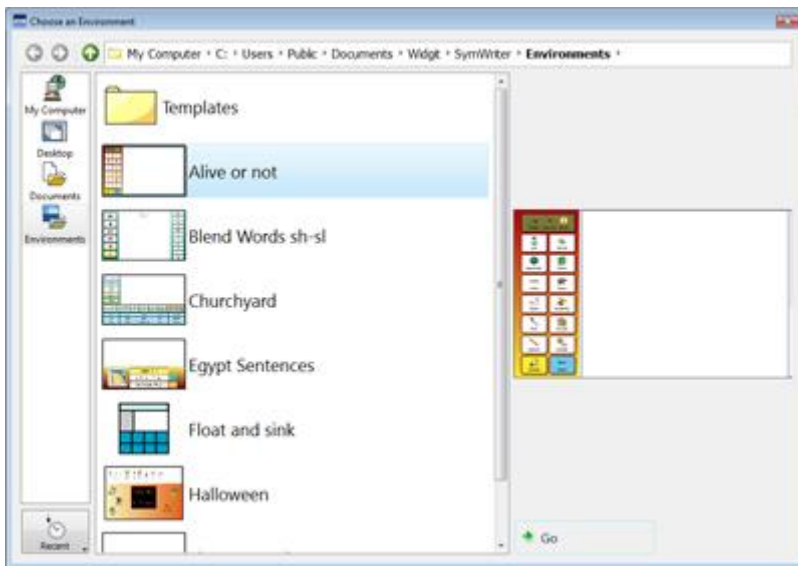 Choose an Environment
My Computer • C: • Users • Public • Documents • Widgit • SymWriter • Environments •
My Computer
Desktop
Documents
Environments
Recent
Templates
Alive or not
Blend Words sh-sl
Churchyard
Egypt Sentences
Float and sink
Halloween
Go